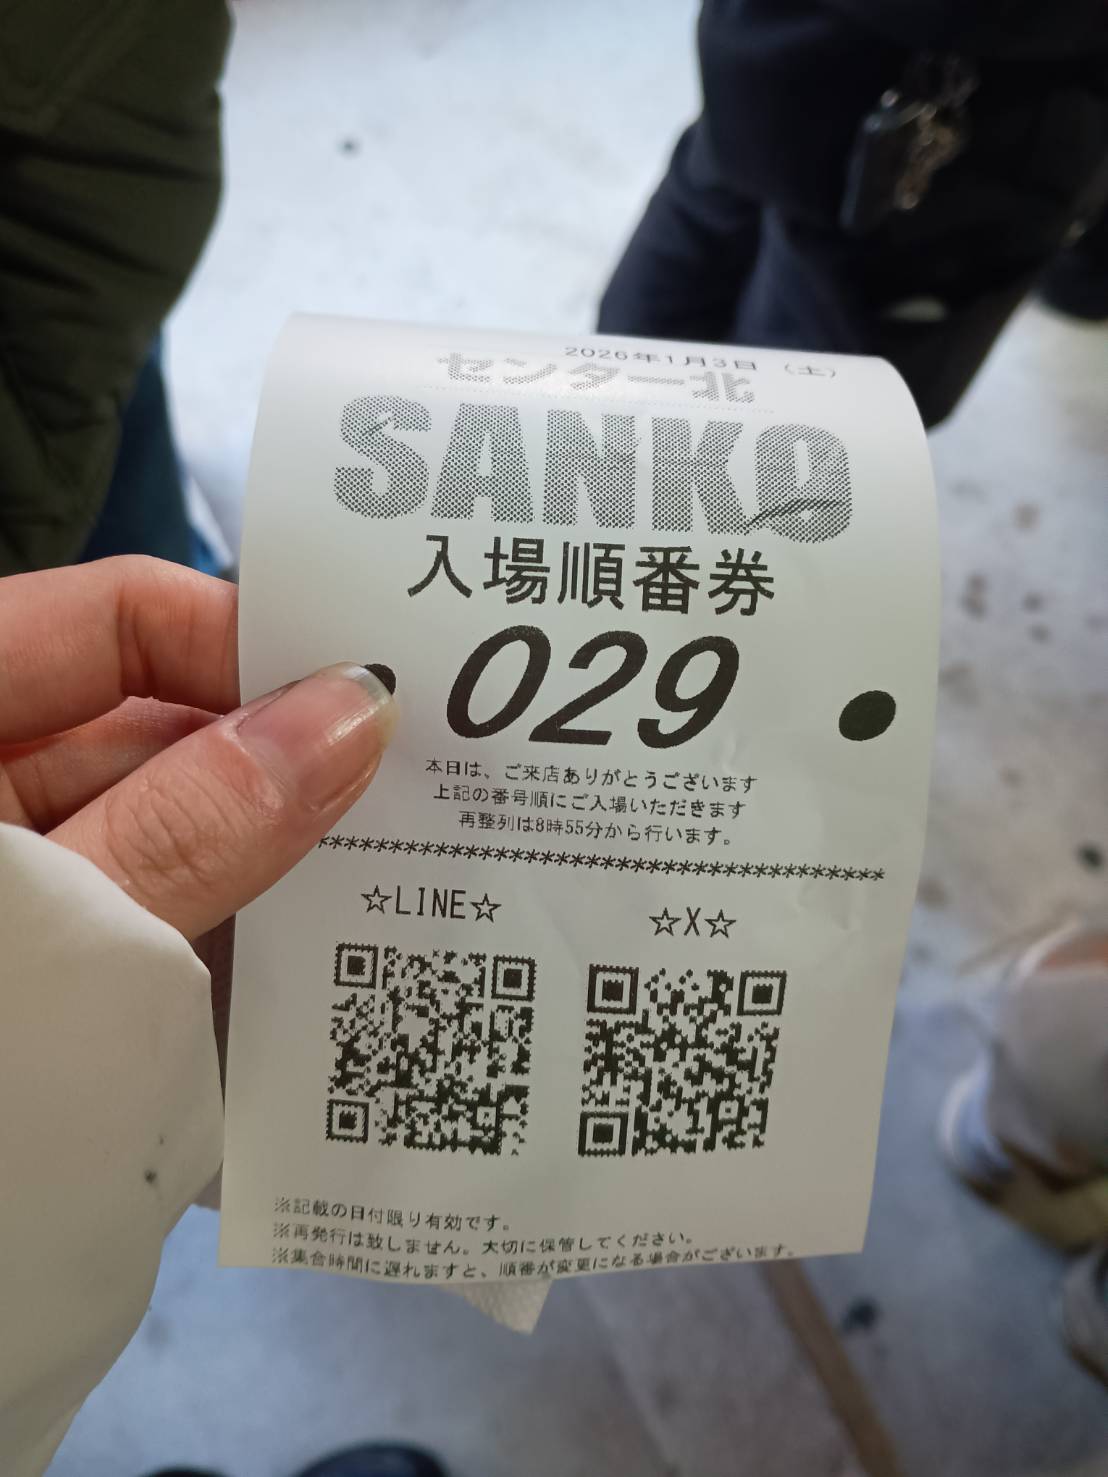 2026年1月3日 (土)
センター北
SANKO
入場順番券
029
本日は、ご来店ありがとうございます
上記の番号順にご入場いただきます
再整列は8時55分から行います。
☆LINE☆
☆X☆
※記載の日付限り有効です。
※再発行は致しません。大切に保管してください。
※集合時間に遅れますと、順番が変更になる場合がございます。